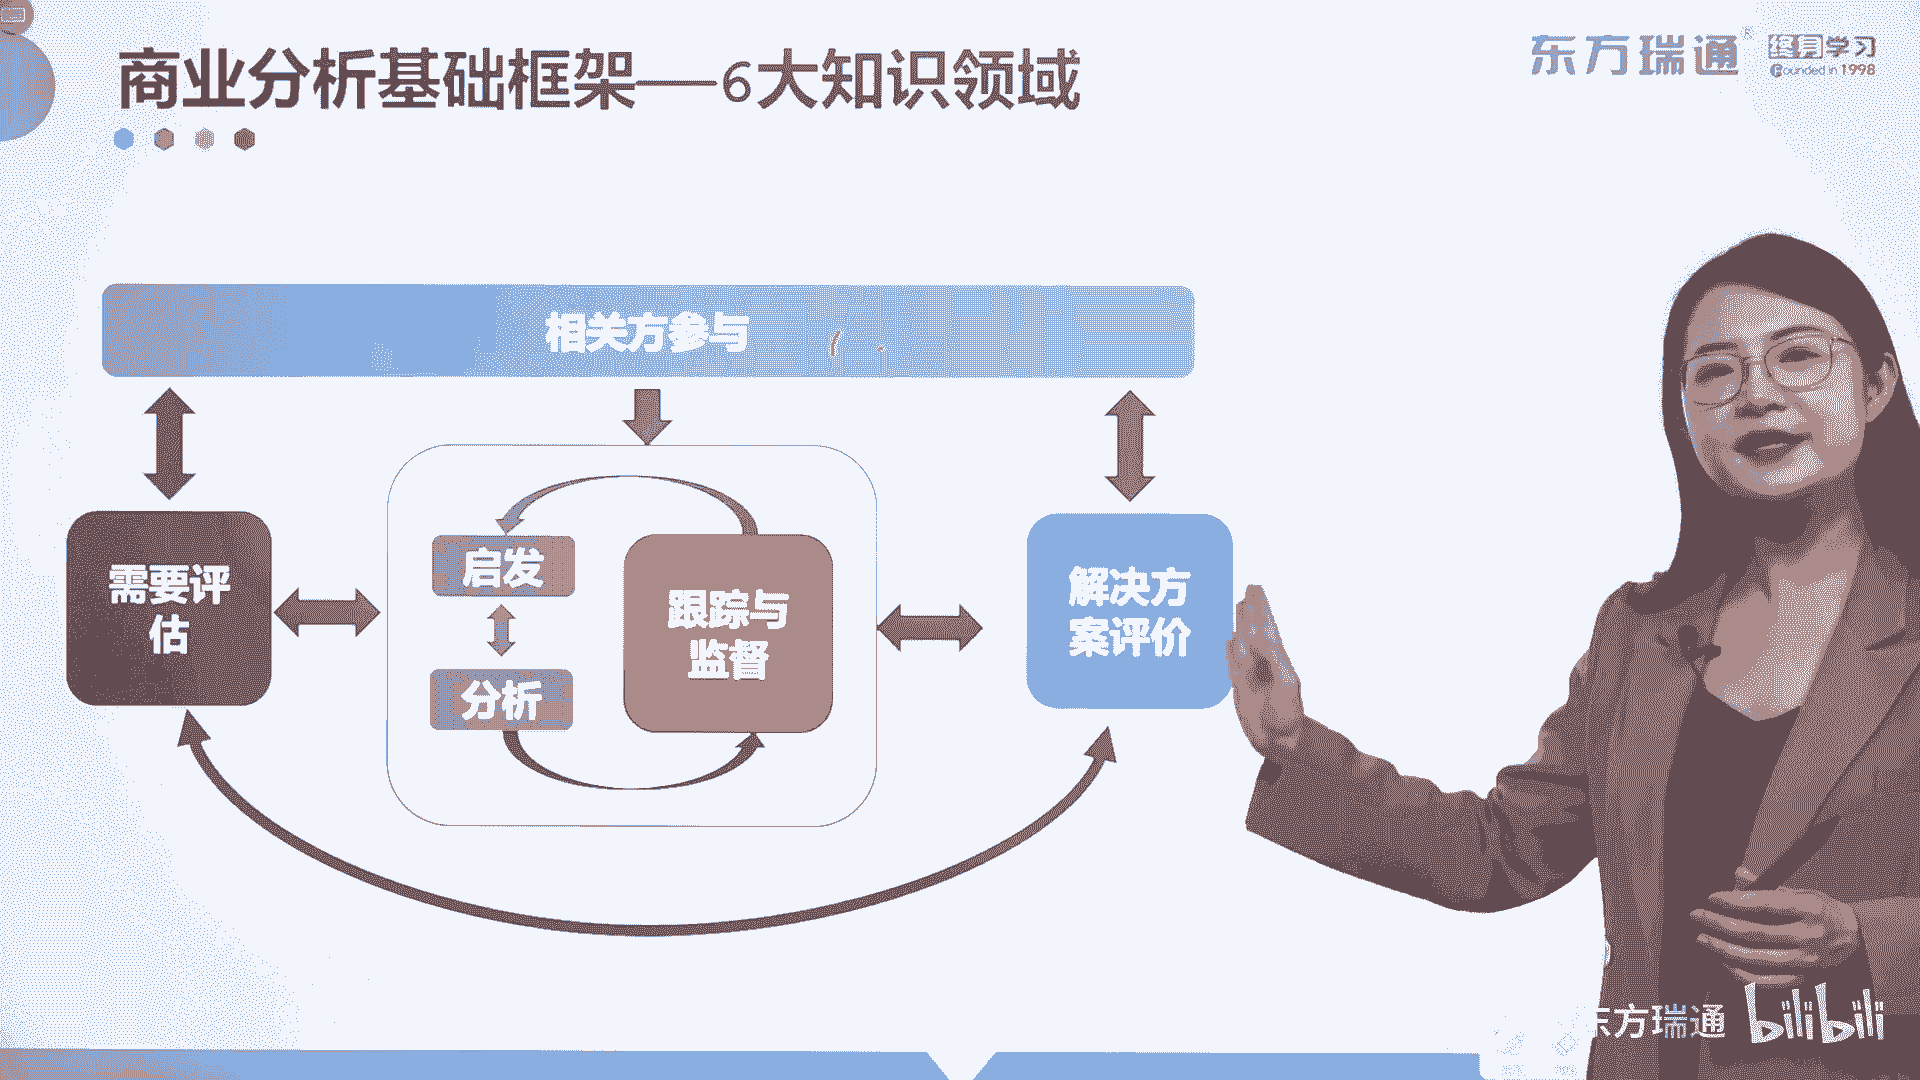 商业分析基础框架—6大知识领域
东方瑞通®
终身学习
Founded in 1998
相关方参与
需要评
估
启发
分析
跟踪与
监督
解决方
案评价
东方瑞通
bilibili